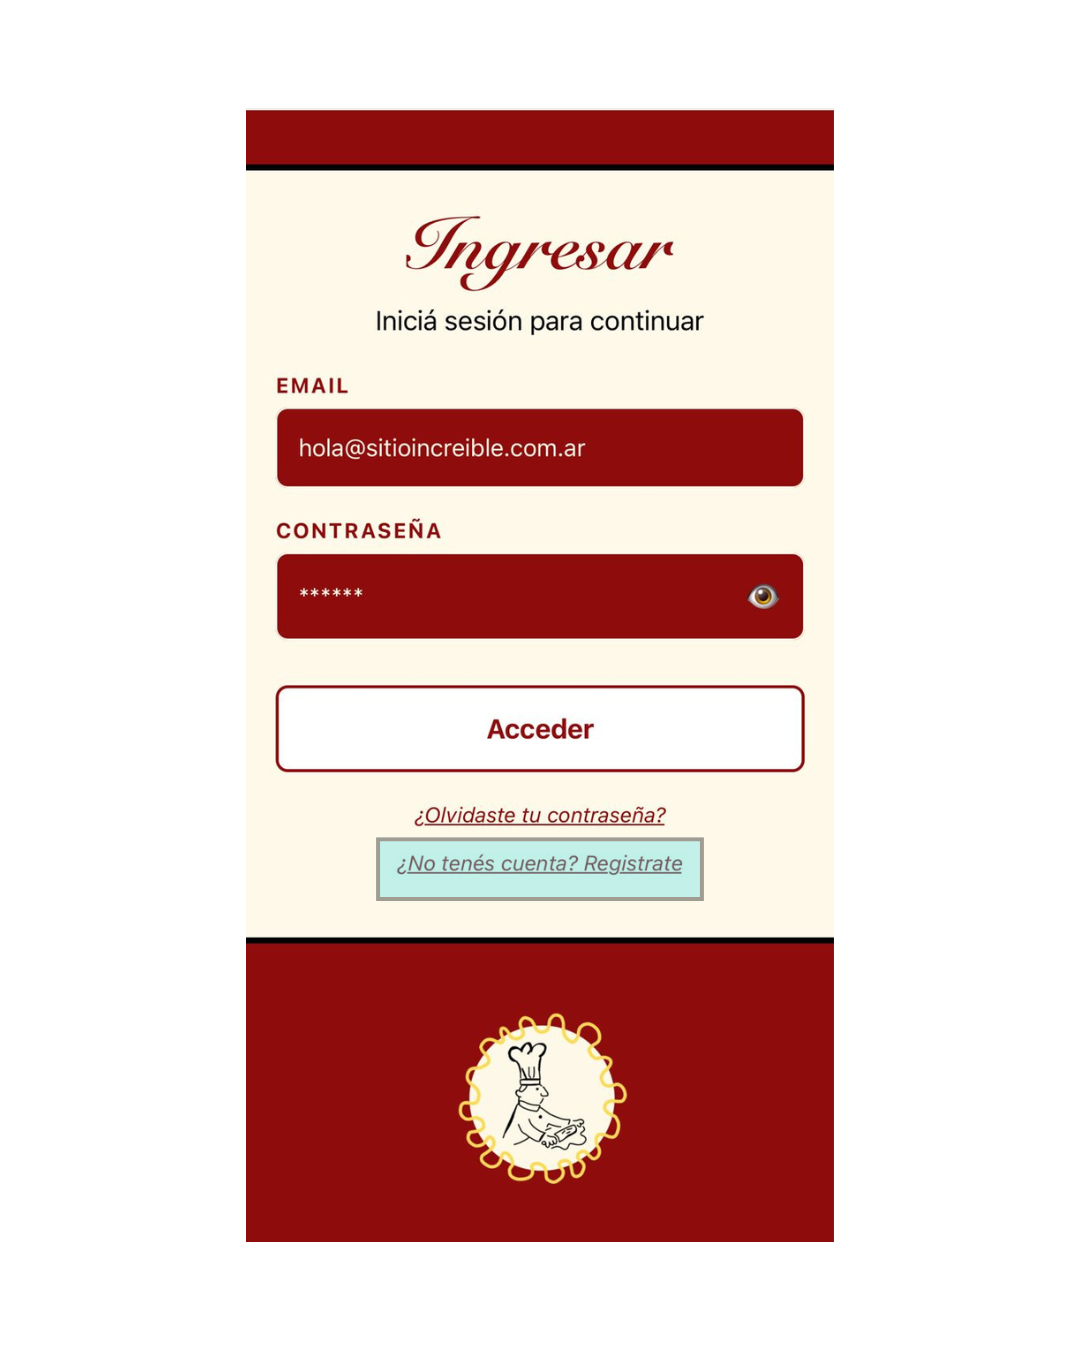 Ingresar
Iniciá sesión para continuar
EMAIL
hola@sitioincreible.com.ar
CONTRASEÑA
******
Acceder
¿Olvidaste tu contraseña?
¿No tenés cuenta? Registrate